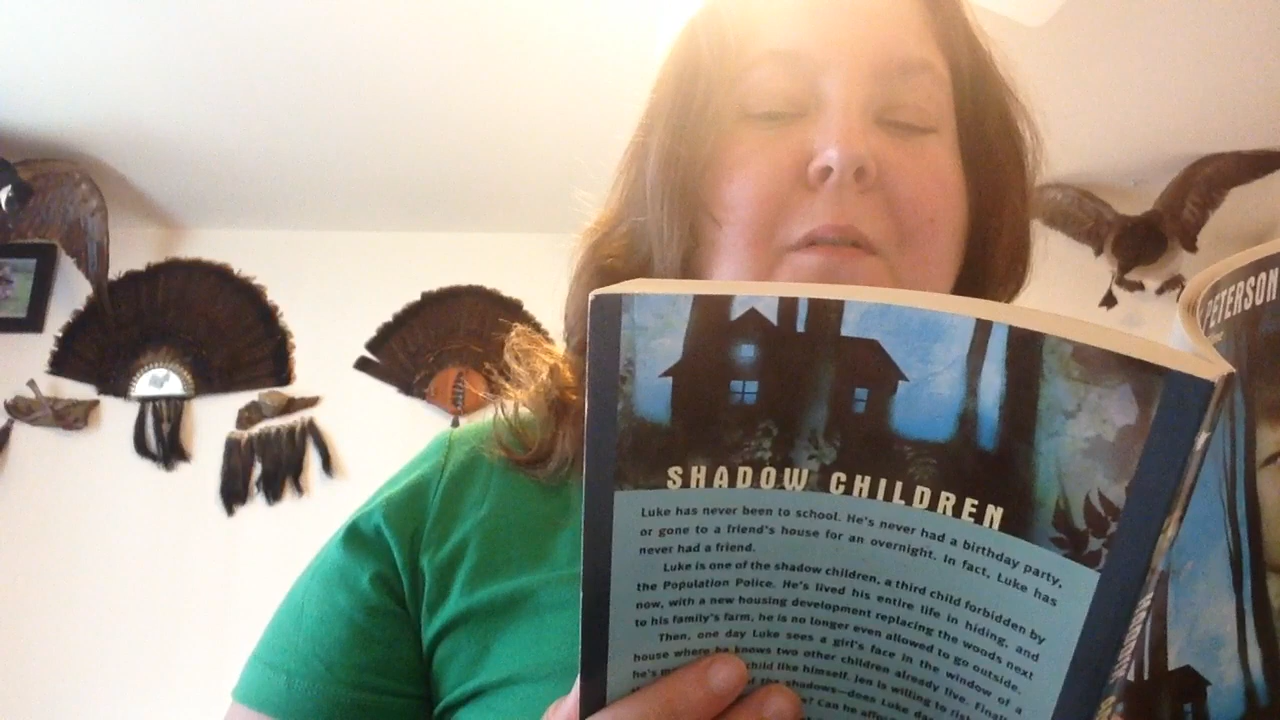 PETERSON
SHADOW CHILDREN
Luke has never been to school. He's never had a birthday party,
or gone to a friend's house for an overnight. In fact, Luke has
never had a friend.
Luke is one of the shadow children, a third child forbidden by
the Population Police. He's lived his entire life in hiding, and
now, with a new housing development replacing the woods next
to his family's farm, he is no longer even allowed to go outside.
Then, one day Luke sees a girl's face in the window of a
house where he knows two other children already live. Finally
he's child like himself. Jen is willing to
of the shadows—does Luke
Can he